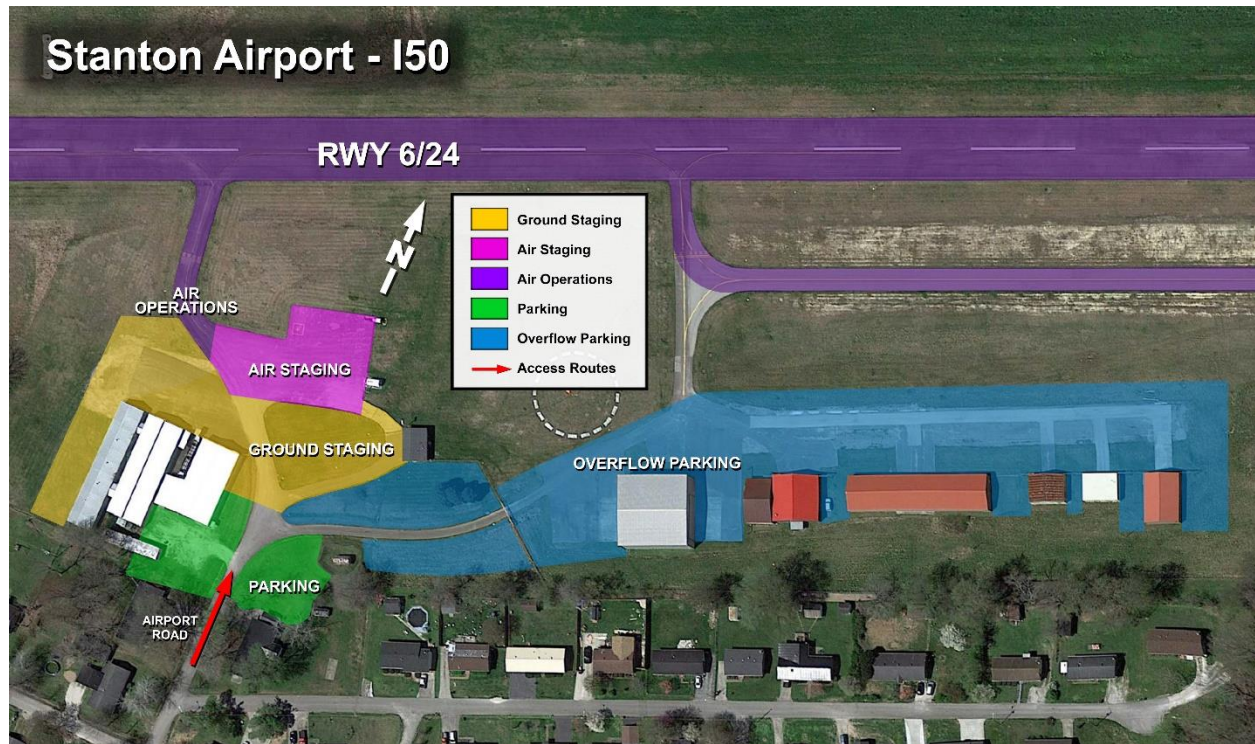 Stanton Airport - I50
RWY 6/24
N
Ground Staging
Air Staging
Air Operations
Parking
Overflow Parking
Access Routes
AIR
OPERATIONS
AIR STAGING
GROUND STAGING
OVERFLOW PARKING
PARKING
AIRPORT
ROAD